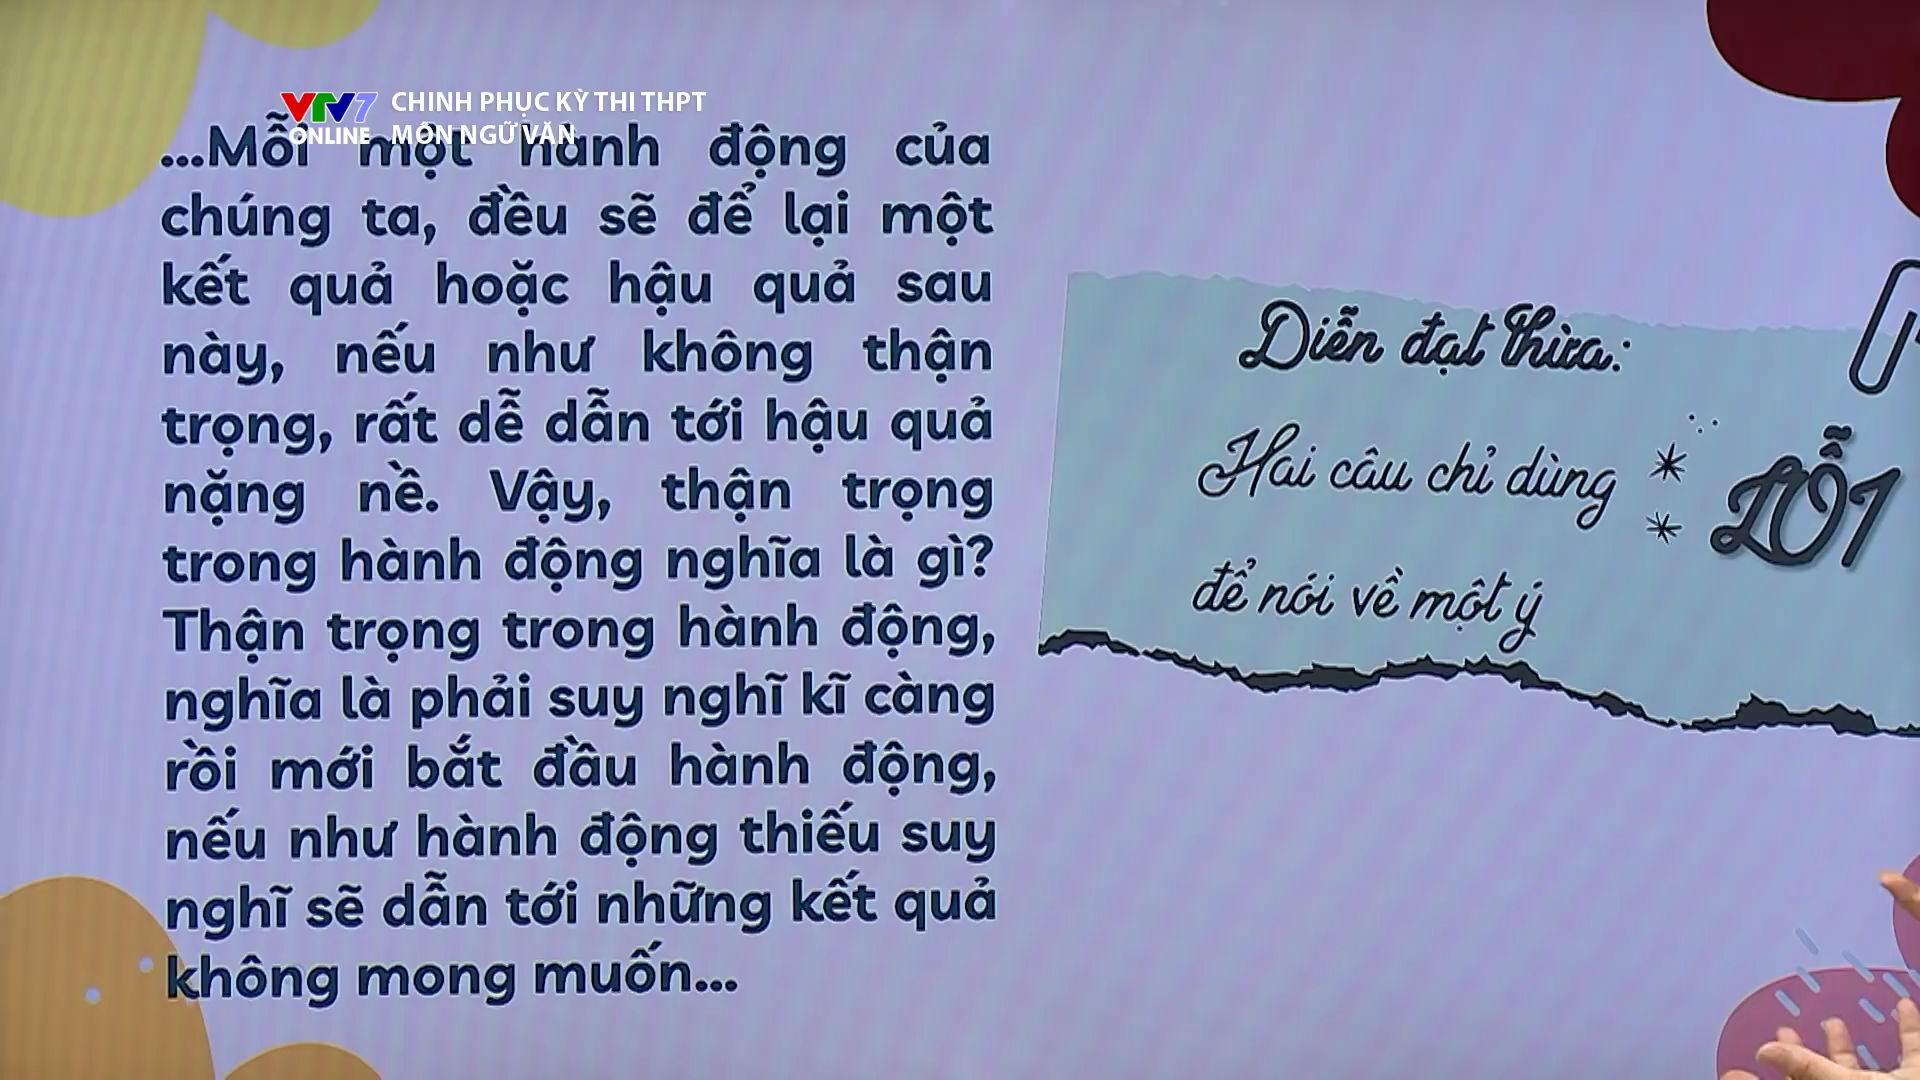 VTV7 CHINH PHỤC KỲ THI THPT
ONLINE MÔN NGỮ VĂN
...Mỗi một hành động của
chúng ta, đều sẽ để lại một
kết quả hoặc hậu quả sau
này, nếu như không thận
trọng, rất dễ dẫn tới hậu quả
nặng nề. Vậy, thận trọng
trong hành động nghĩa là gì?
Thận trọng trong hành động,
nghĩa là phải suy nghĩ kĩ càng
rồi mới bắt đầu hành động,
nếu như hành động thiếu suy
nghĩ sẽ dẫn tới những kết quả
không mong muốn...
Diễn đạt thừa:
Hai câu chỉ dùng
để nói về một ý
LỖI